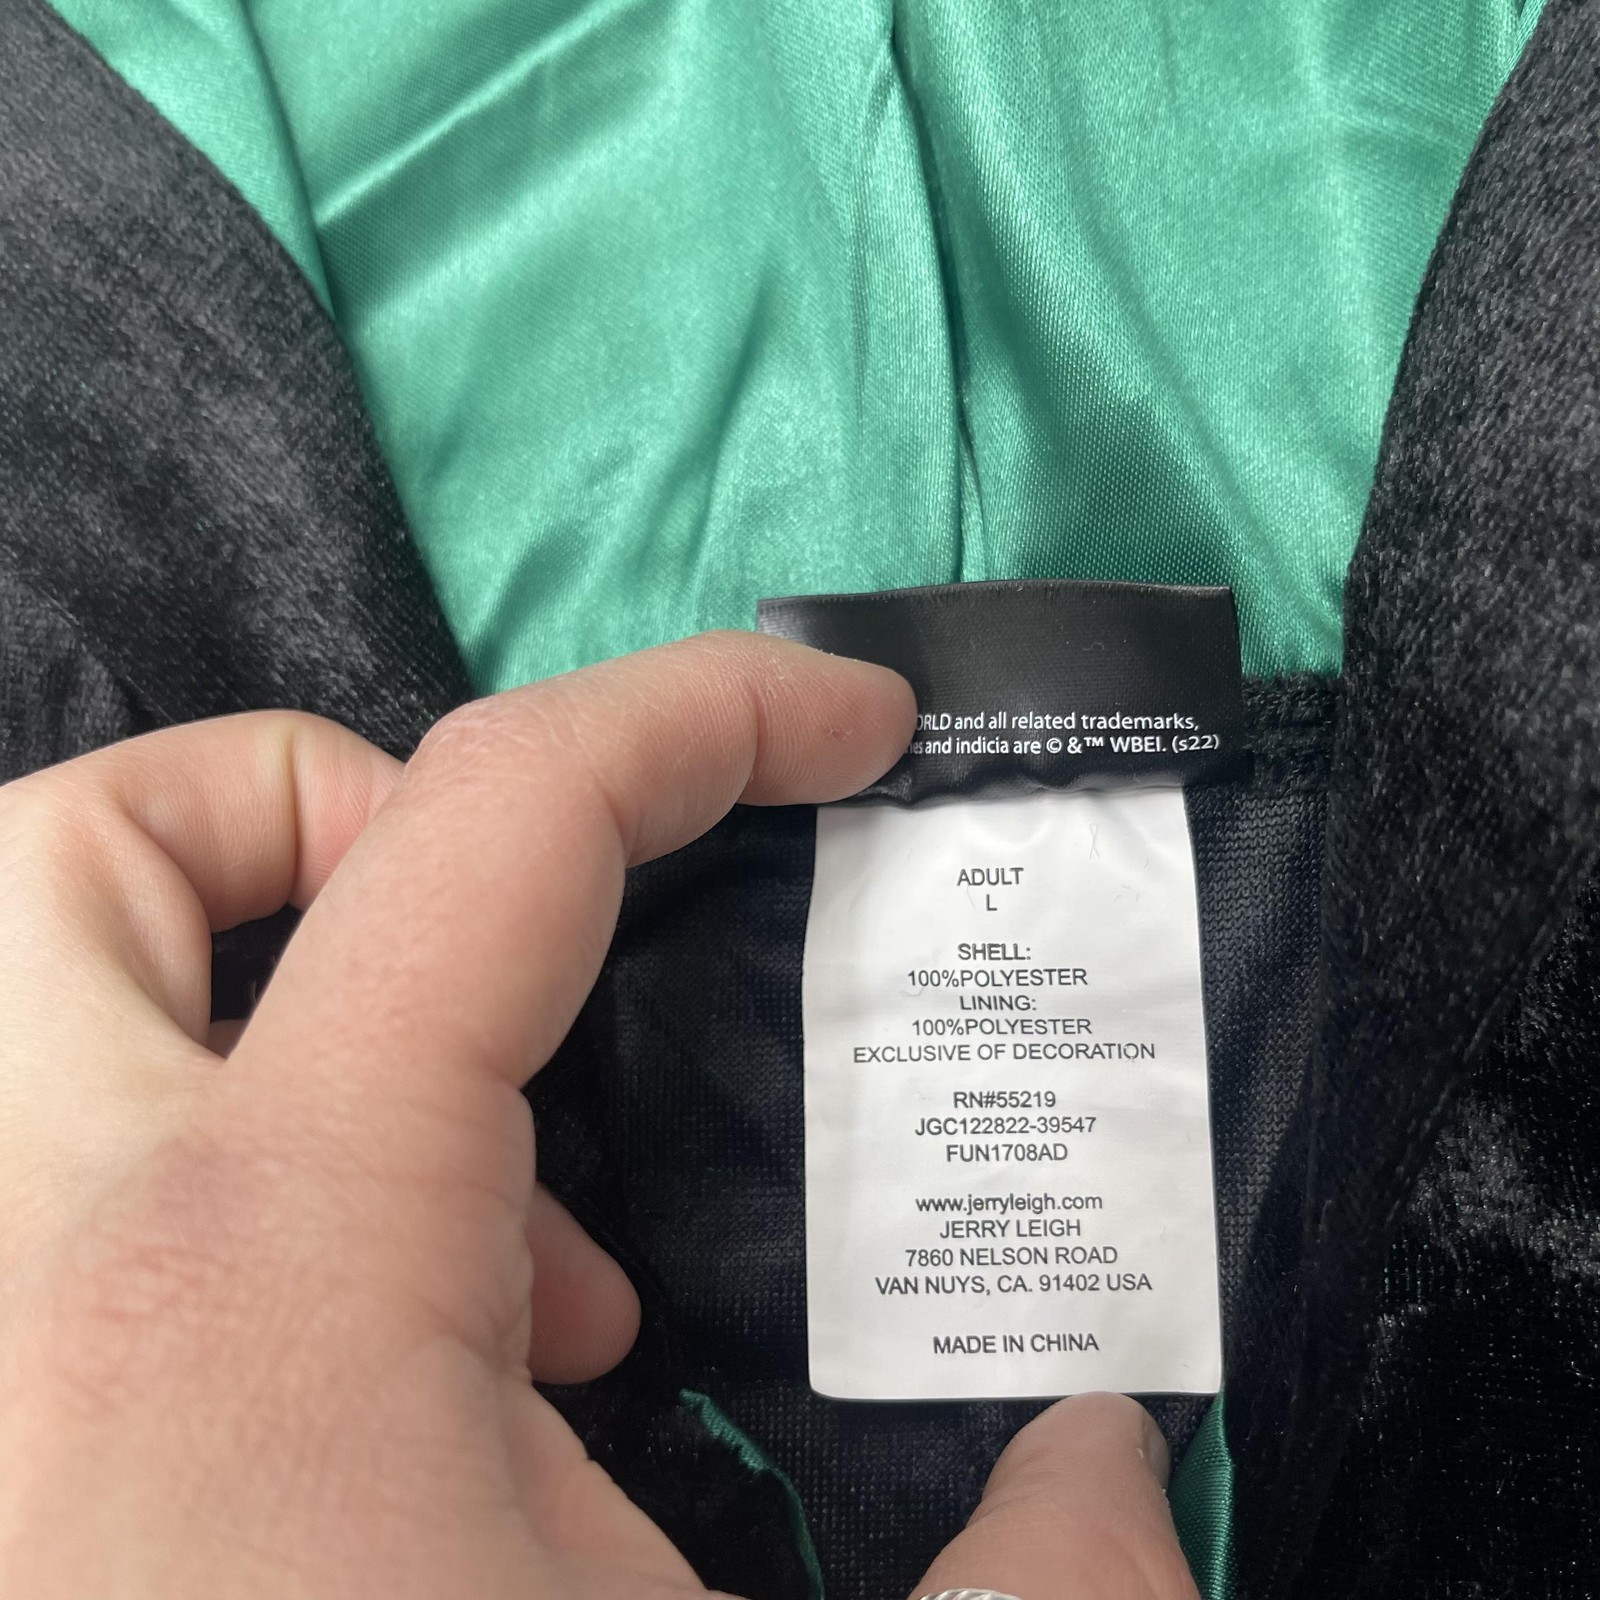 and all related trademarks,
and indicia are © &™ WBEI. (s22)
ADULT
L
SHELL:
100%POLYESTER
LINING:
100%POLYESTER
EXCLUSIVE OF DECORATION
RN#55219
JGC122822-39547
FUN1708AD
www.jerryleigh.com
JERRY LEIGH
7860 NELSON ROAD
VAN NUYS, CA. 91402 USA
MADE IN CHINA